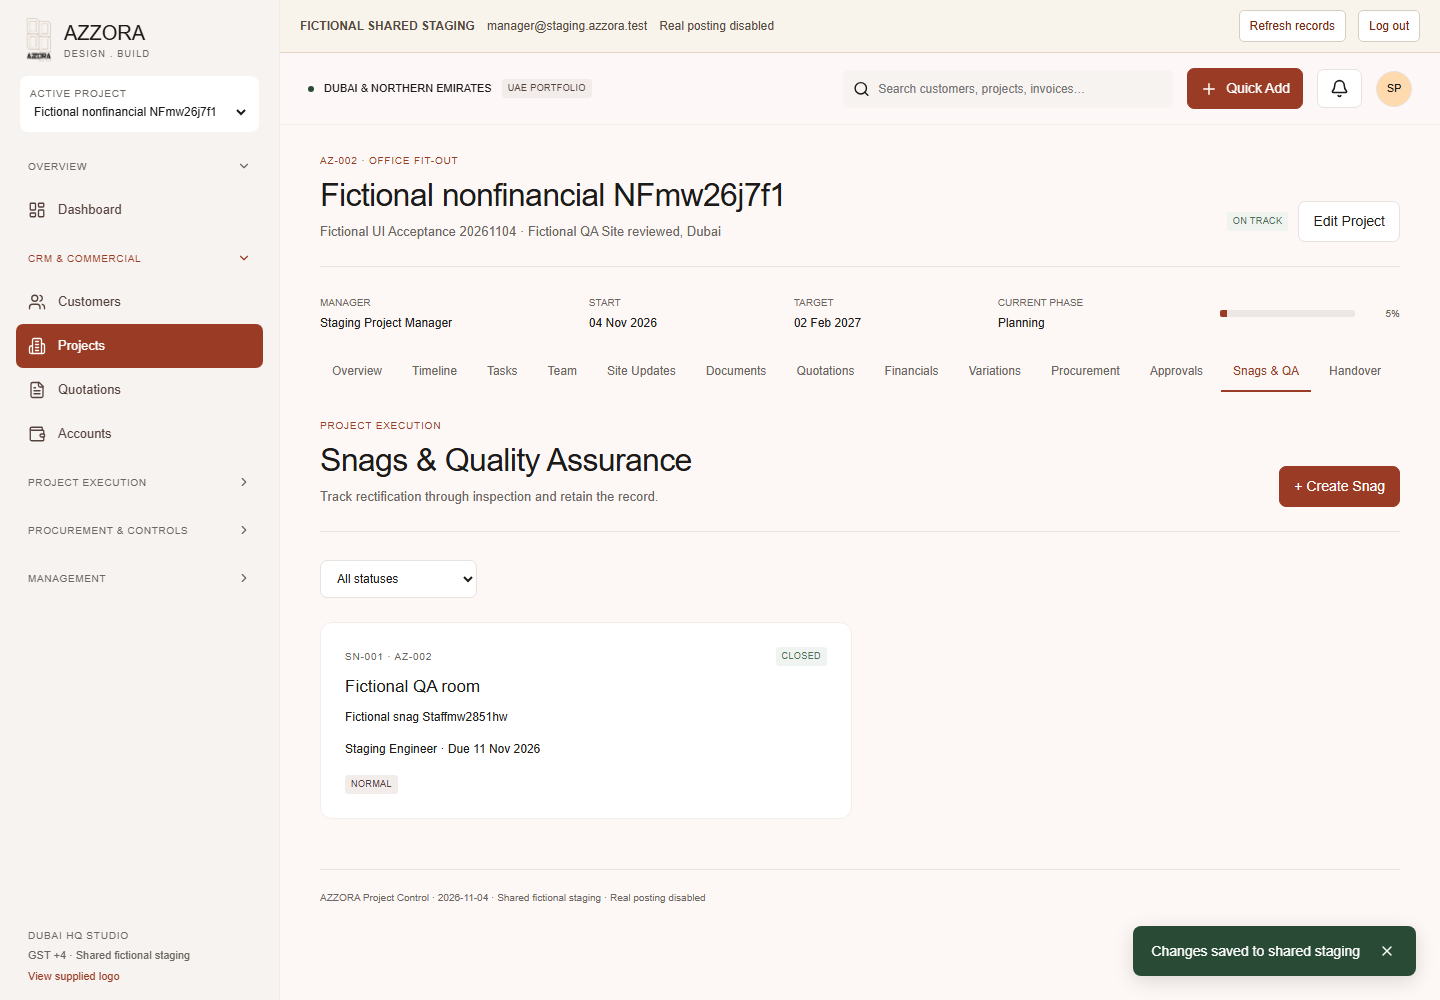 AZZORA
DESIGN . BUILD
AZZORA
ACTIVE PROJECT
Fictional nonfinancial NFmw26j7f1
OVERVIEW
Dashboard
CRM & COMMERCIAL
Customers
Projects
Quotations
Accounts
PROJECT EXECUTION
PROCUREMENT & CONTROLS
MANAGEMENT
DUBAI HQ STUDIO
GST +4 · Shared fictional staging
View supplied logo
FICTIONAL SHARED STAGING manager@staging.azzora.test Real posting disabled
Refresh records
Log out
DUBAI & NORTHERN EMIRATES
UAE PORTFOLIO
Search customers, projects, invoices…
Quick Add
SP
AZ-002 · OFFICE FIT-OUT
Fictional nonfinancial NFmw26j7f1
Fictional UI Acceptance 20261104 · Fictional QA Site reviewed, Dubai
ON TRACK
Edit Project
MANAGER
Staging Project Manager
START
04 Nov 2026
TARGET
02 Feb 2027
CURRENT PHASE
Planning
5%
Overview Timeline Tasks Team Site Updates Documents Quotations Financials Variations Procurement Approvals Snags & QA Handover
PROJECT EXECUTION
Snags & Quality Assurance
Track rectification through inspection and retain the record.
+ Create Snag
All statuses
SN-001 · AZ-002
CLOSED
Fictional QA room
Fictional snag Staffmw2851hw
Staging Engineer · Due 11 Nov 2026
NORMAL
AZZORA Project Control · 2026-11-04 · Shared fictional staging · Real posting disabled
Changes saved to shared staging